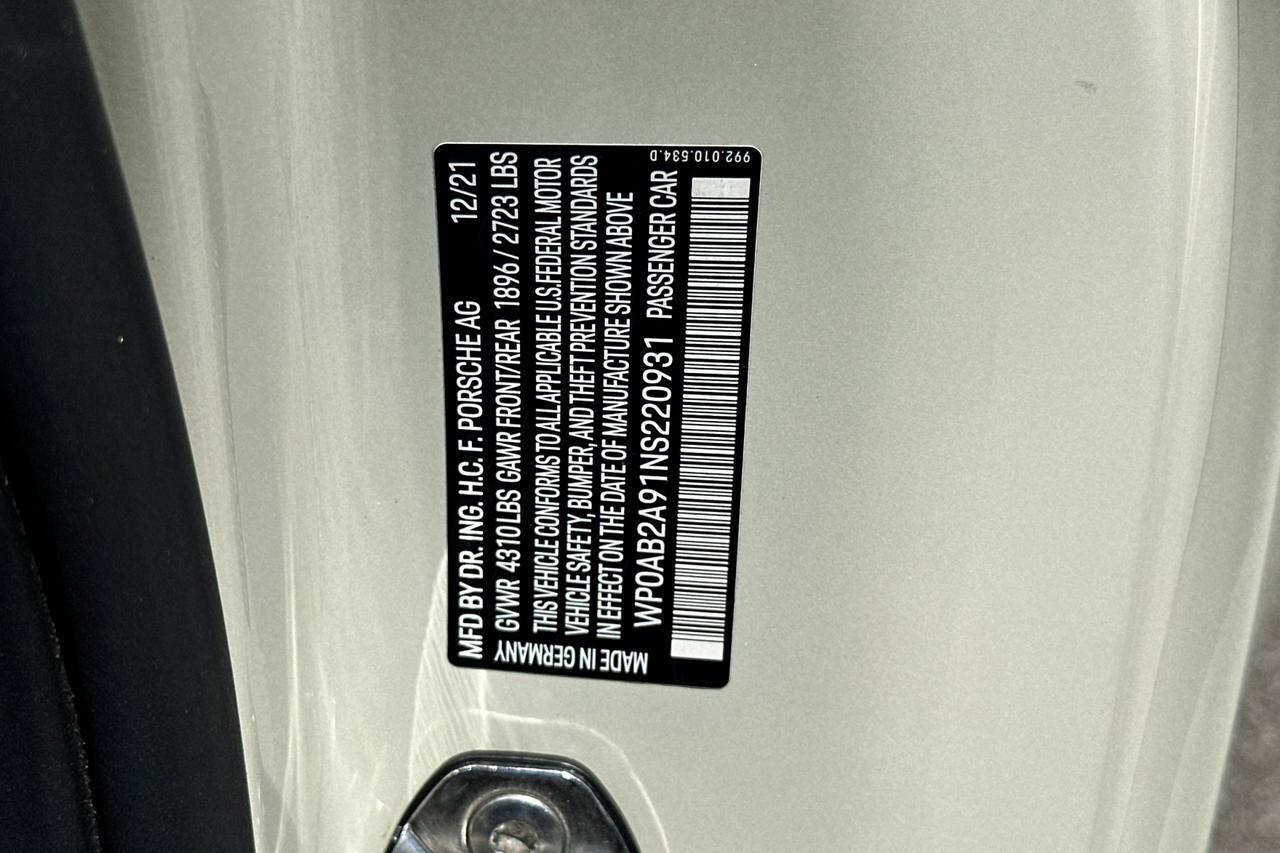 MFD BY DR. ING. H.C. F. PORSCHE AG 12/21
GVWR 4310 LBS GAWR FRONT/REAR 1896 / 2723 LBS
THIS VEHICLE CONFORMS TO ALL APPLICABLE U.S. FEDERAL MOTOR
VEHICLE SAFETY, BUMPER, AND THEFT PREVENTION STANDARDS
IN EFFECT ON THE DATE OF MANUFACTURE SHOWN ABOVE
WP0AB2A91NS220931 PASSENGER CAR
MADE IN GERMANY
992.010.534.D